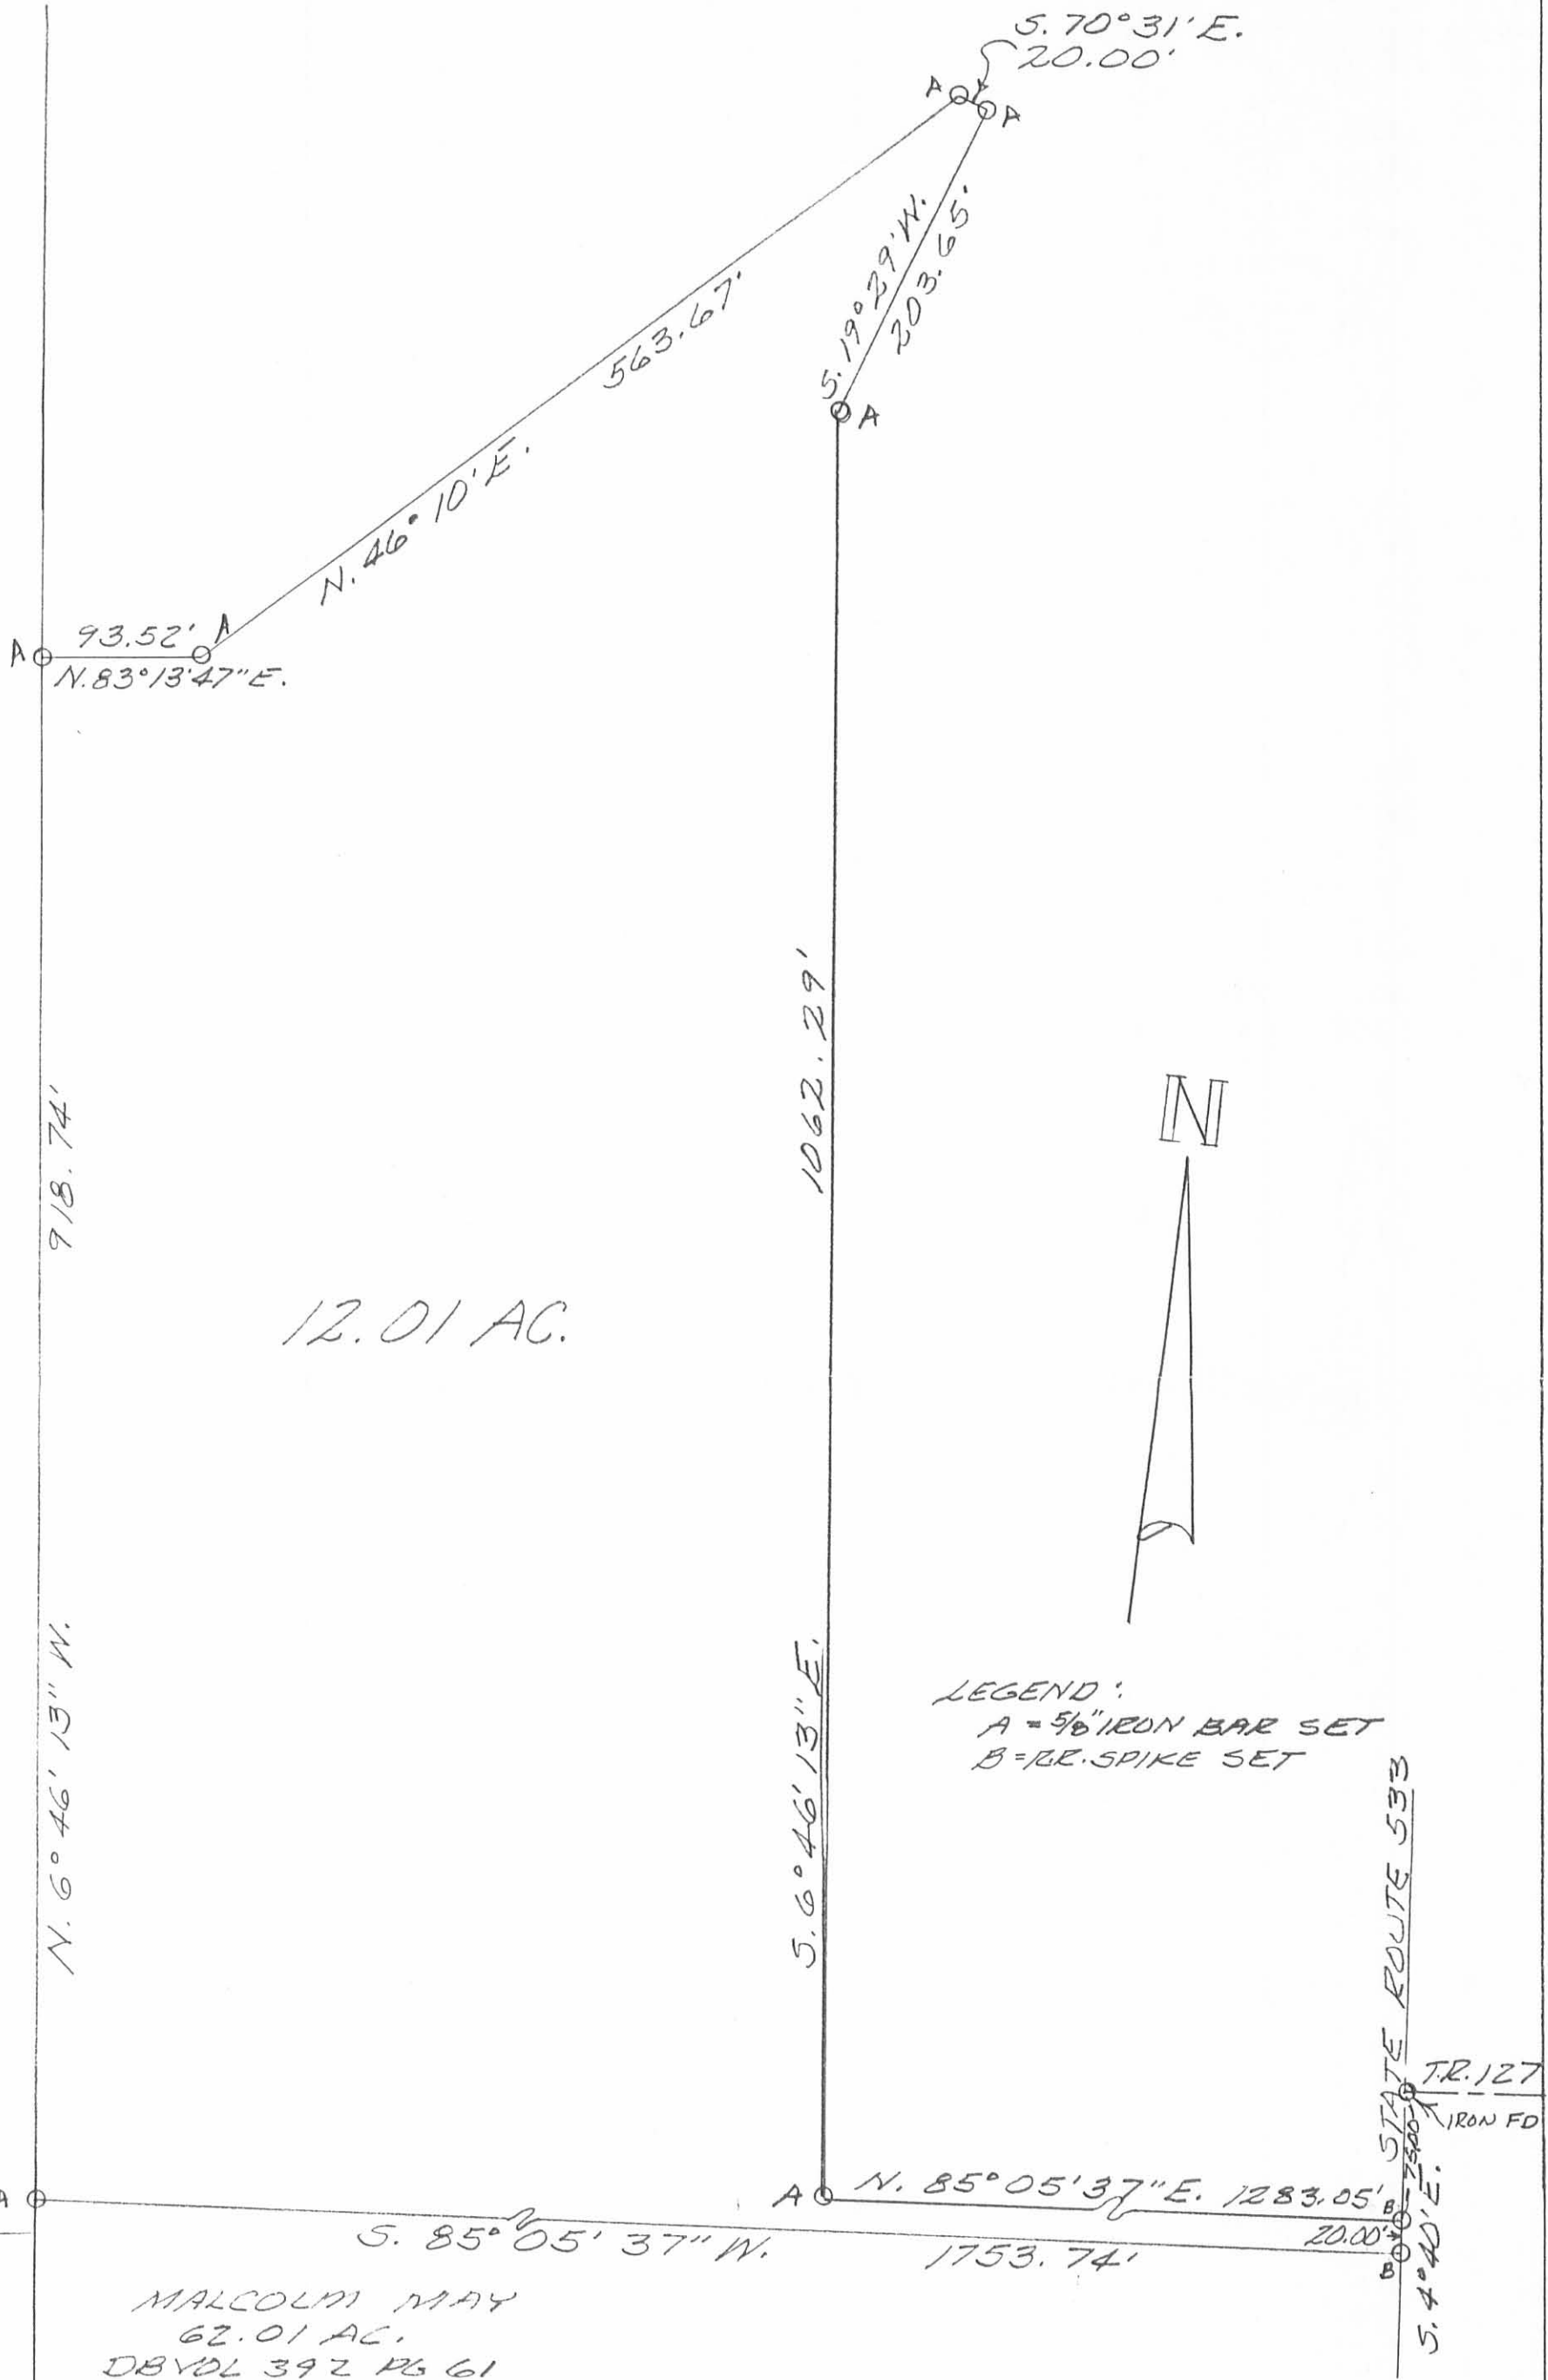 S. 70° 31' E.
20.00'
A
A
S. 19° 29' W.
203.65'
563.67'
N. 46° 10' E.
A
A
93.52'
A
N. 83° 13' 47" E.
1062.29'
N
918.74'
12.01 AC.
N. 6° 46' 13" W.
S. 6° 46' 13" E.
LEGEND:
A = 5/8" IRON BAR SET
B = R.R. SPIKE SET
STATE ROUTE 533
T.R. 127
IRON FD
75.00
A
A
N. 85° 05' 37" E. 1283.05'
B
20.00'
B
S. 4° 40' E.
S. 85° 05' 37" W.
1753.74'
MALCOLM MAY
62.01 AC.
DB VOL 392 PG 61